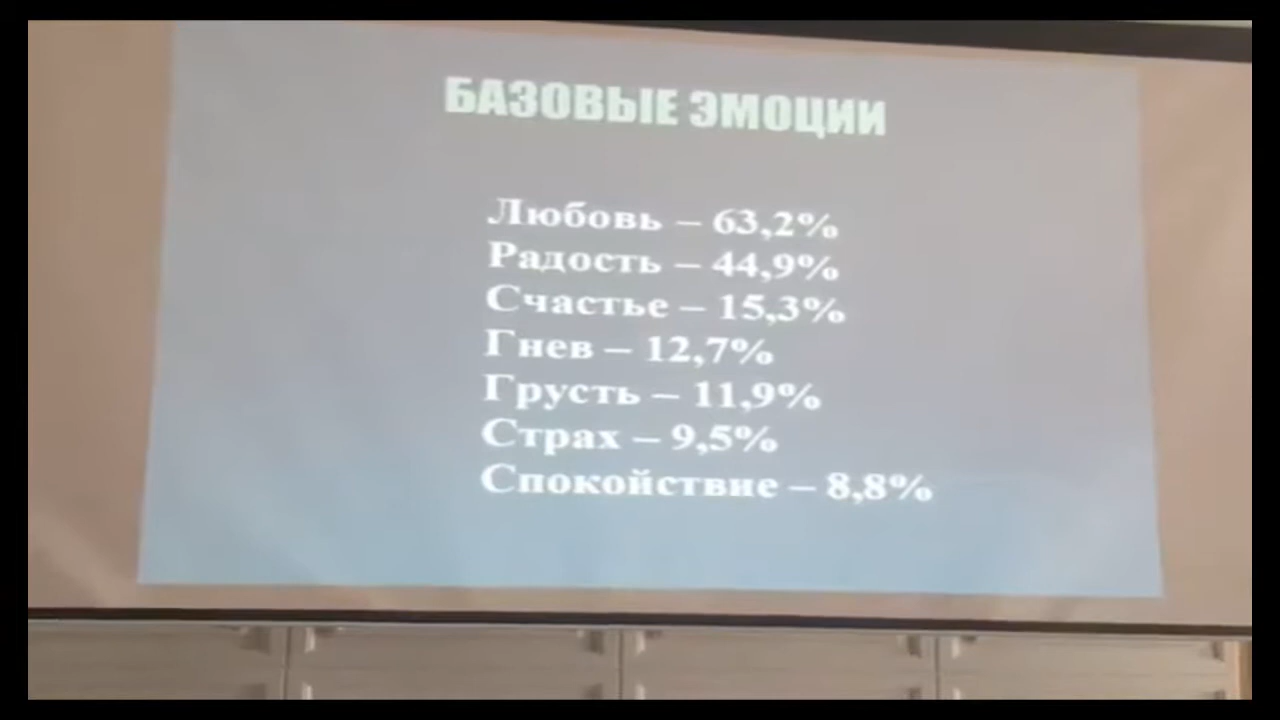 БАЗОВЫЕ ЭМОЦИИ
Любовь – 63,2%
Радость – 44,9%
Счастье – 15,3%
Гнев – 12,7%
Грусть – 11,9%
Страх – 9,5%
Спокойствие – 8,8%